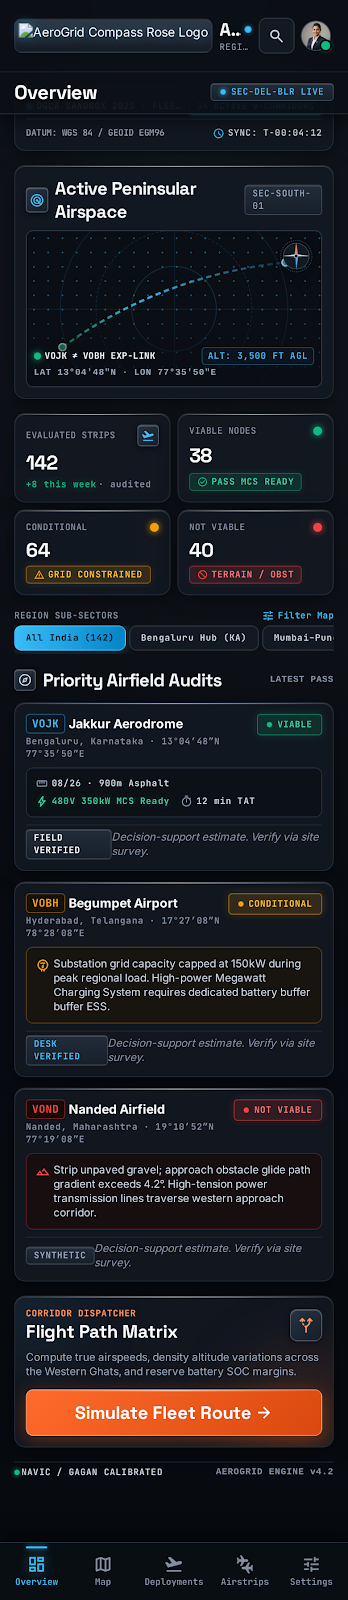 AeroGrid Compass Rose Logo
A...
REGI...
Overview
SEC-DEL-BLR LIVE
DATUM: WGS 84 / GEOID EGM96
SYNC: T-00:04:12
Active Peninsular
Airspace
SEC-SOUTH-
01
VOJK ≠ VOBH EXP-LINK
ALT: 3,500 FT AGL
LAT 13°04'48"N · LON 77°35'50"E
EVALUATED STRIPS
142
+8 this week · audited
VIABLE NODES
38
PASS MCS READY
CONDITIONAL
64
GRID CONSTRAINED
NOT VIABLE
40
TERRAIN / OBST
REGION SUB-SECTORS
Filter Map
All India (142)
Bengaluru Hub (KA)
Mumbai-Pun
Priority Airfield Audits
LATEST PASS
VOJK Jakkur Aerodrome
VIABLE
Bengaluru, Karnataka · 13°04′48″N
77°35′50″E
08/26 · 900m Asphalt
480V 350kW MCS Ready
12 min TAT
FIELD
VERIFIED
Decision-support estimate. Verify via site
survey.
VOBH Begumpet Airport
CONDITIONAL
Hyderabad, Telangana · 17°27′08″N
78°28′08″E
Substation grid capacity capped at 150kW during
peak regional load. High-power Megawatt
Charging System requires dedicated battery buffer
buffer ESS.
DESK
VERIFIED
Decision-support estimate. Verify via site
survey.
VOND Nanded Airfield
NOT VIABLE
Nanded, Maharashtra · 19°10′52″N
77°19′08″E
Strip unpaved gravel; approach obstacle glide path
gradient exceeds 4.2°. High-tension power
transmission lines traverse western approach
corridor.
SYNTHETIC
Decision-support estimate. Verify via site
survey.
CORRIDOR DISPATCHER
Flight Path Matrix
Compute true airspeeds, density altitude variations across
the Western Ghats, and reserve battery SOC margins.
Simulate Fleet Route →
NAVIC / GAGAN CALIBRATED
AEROGRID ENGINE v4.2
Overview
Map
Deployments
Airstrips
Settings